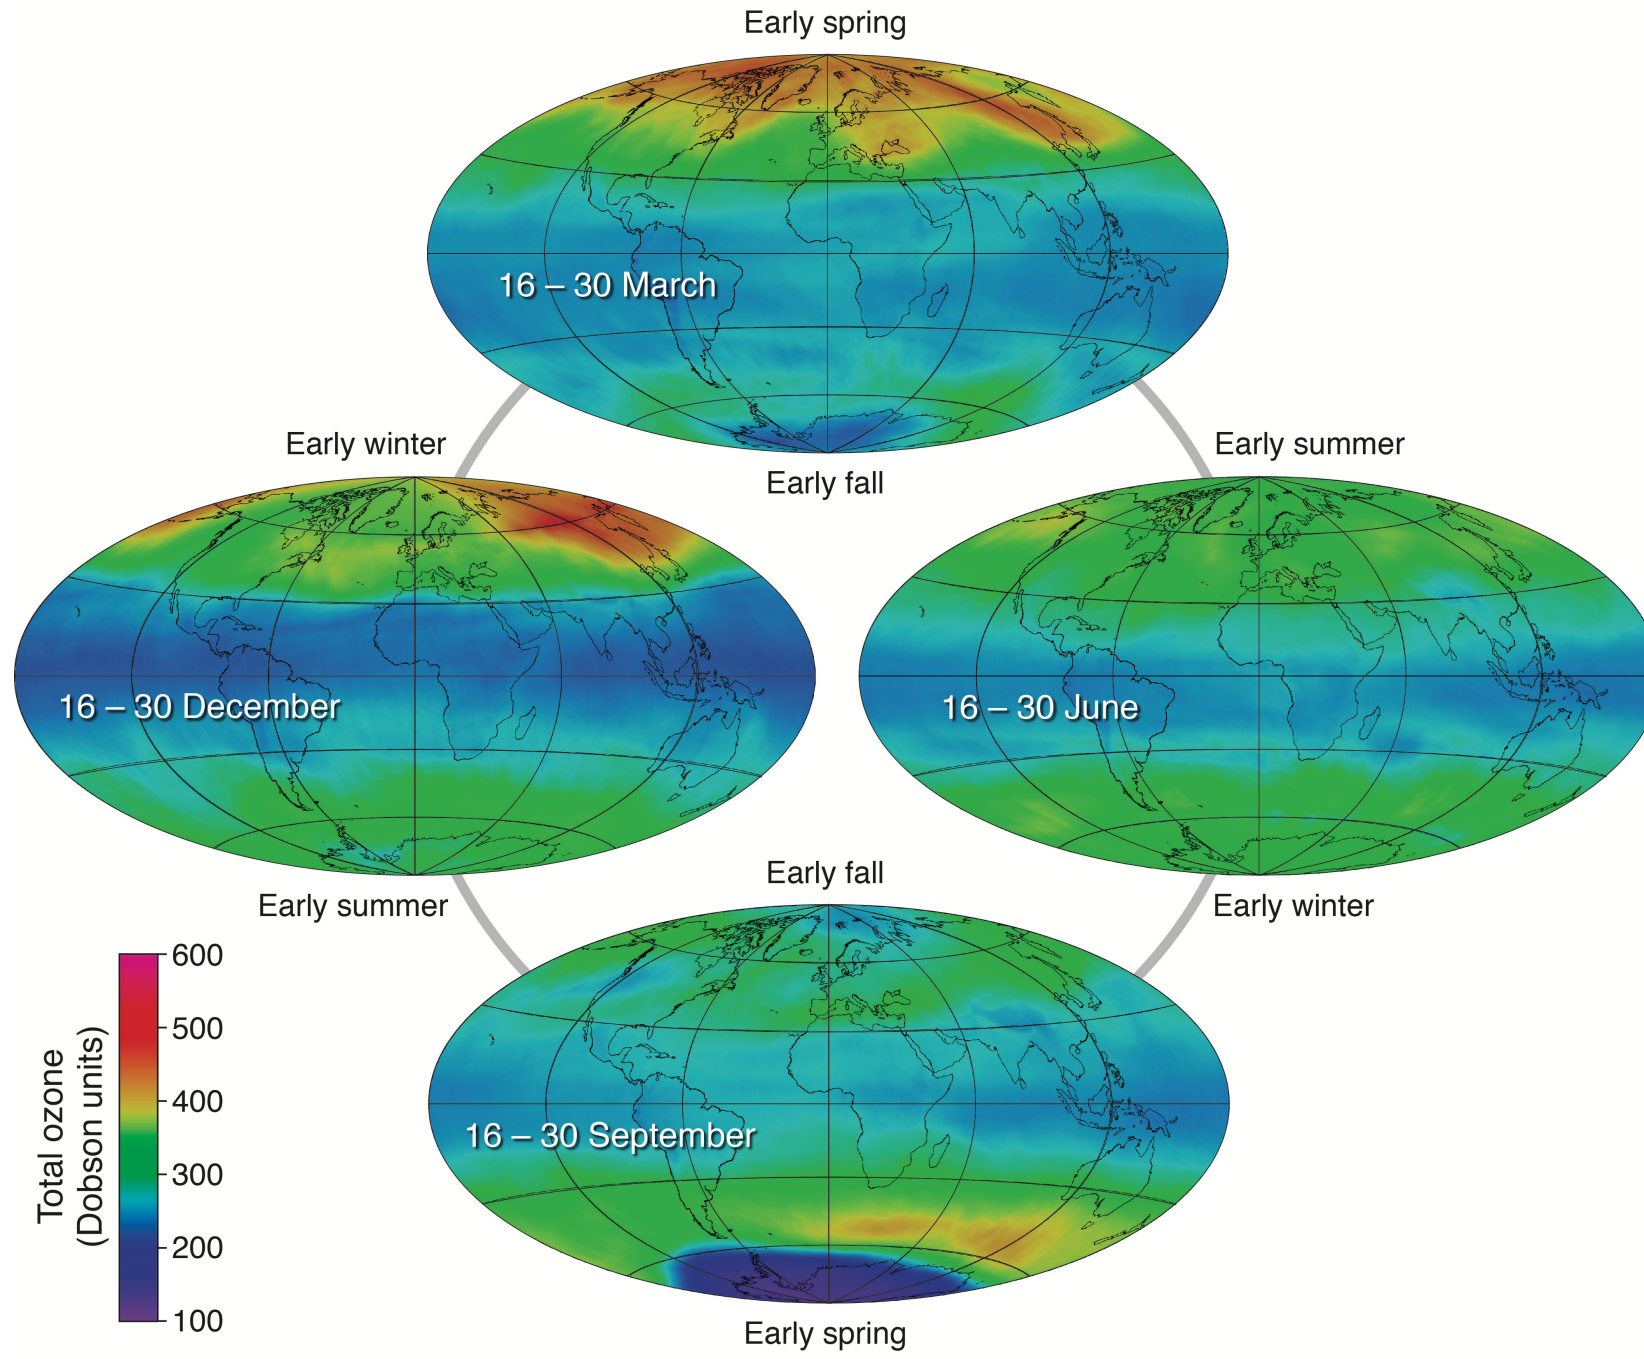 Early spring
16 – 30 March
Early fall
Early winter
16 – 30 December
Early summer
Early summer
16 – 30 June
Early winter
Early fall
16 – 30 September
Early spring
Total ozone
(Dobson units)
600
500
400
300
200
100